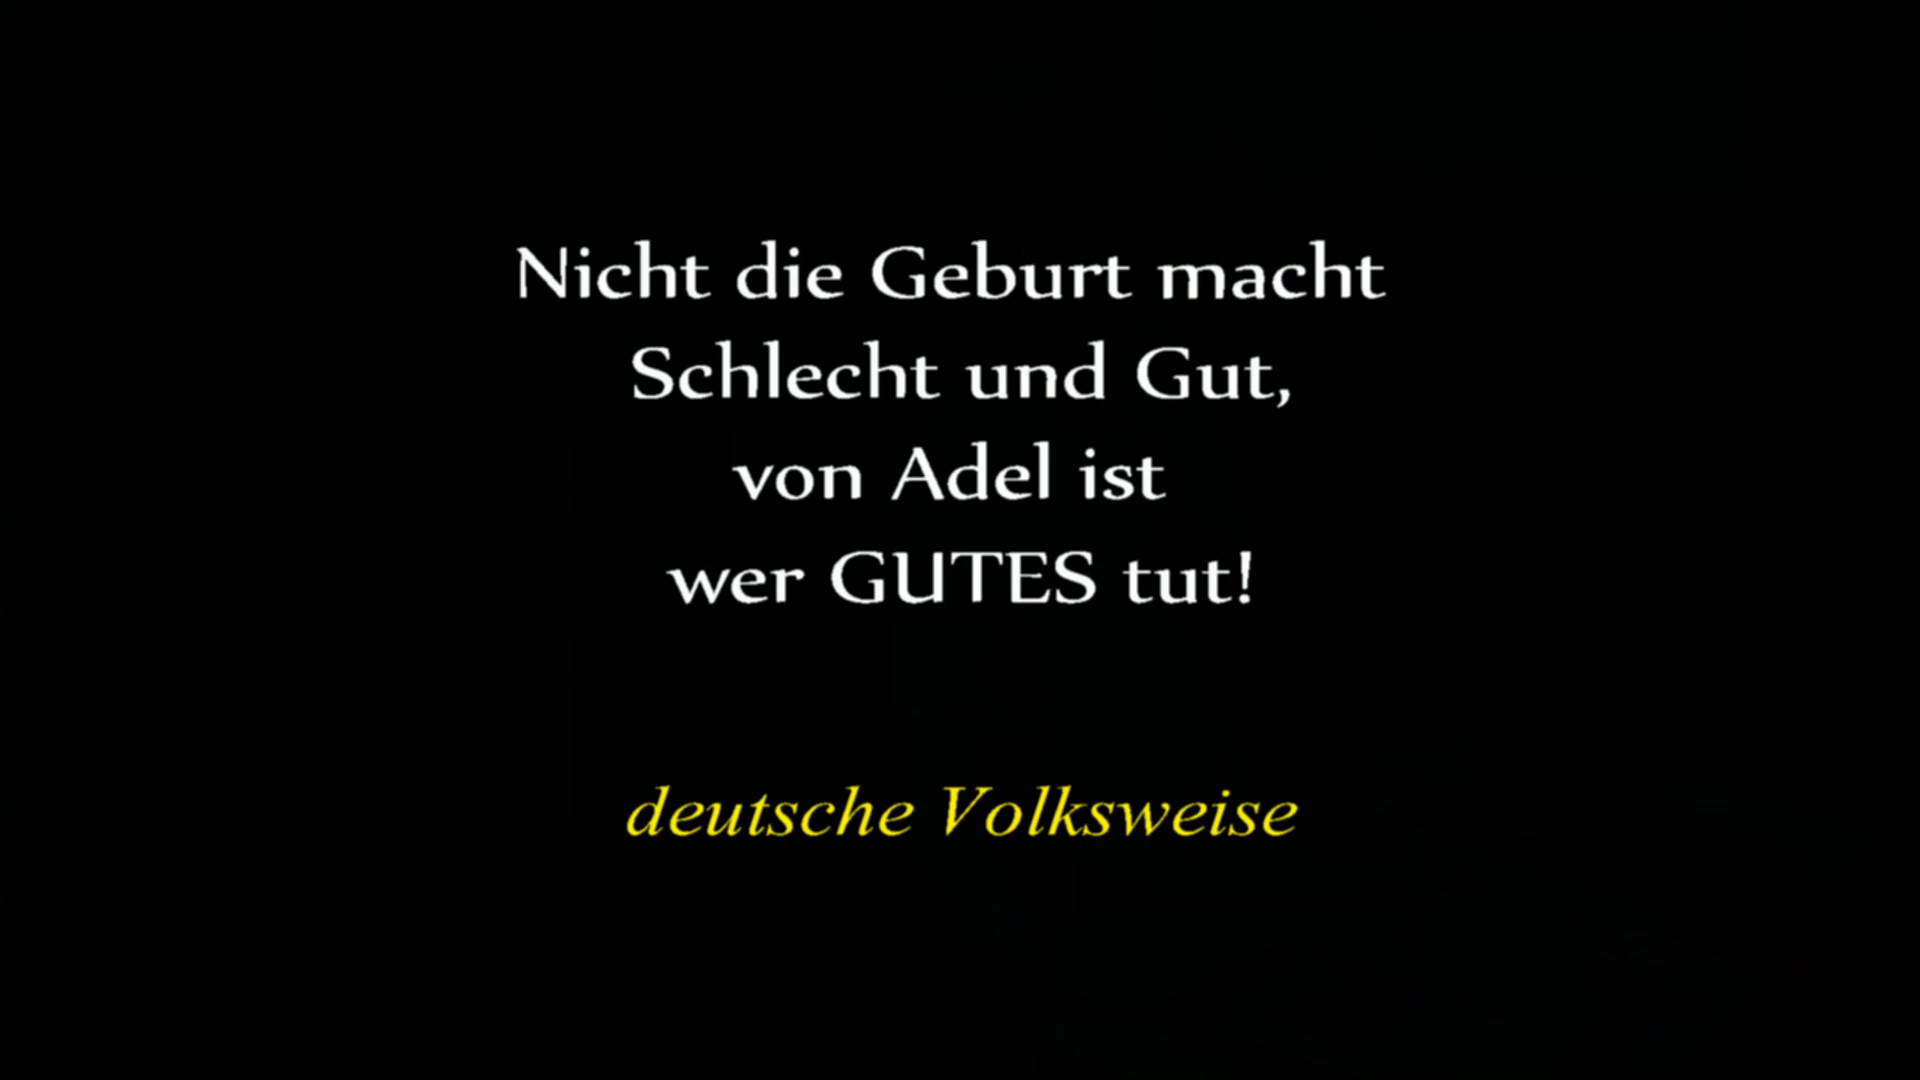 Nicht die Geburt macht
Schlecht und Gut,
von Adel ist
wer GUTES tut!
deutsche Volksweise